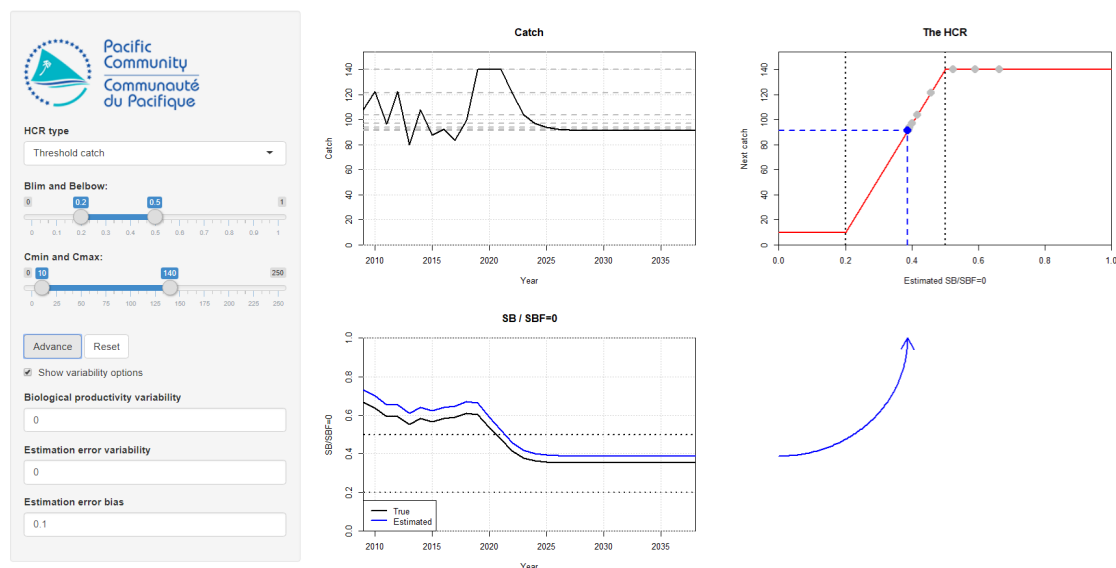 Pacific
Community
Communauté
du Pacifique
HCR type
Threshold catch
Blim and Belbow:
0 0.2 0.5 1
0 0.1 0.2 0.3 0.4 0.5 0.6 0.7 0.8 0.9 1
Cmin and Cmax:
0 10 140 250
0 25 50 75 100 125 150 175 200 225 250
Advance Reset
Show variability options
Biological productivity variability
0
Estimation error variability
0
Estimation error bias
0.1
Catch
Catch
140
120
100
80
60
40
20
0
2010 2015 2020 2025 2030 2035
Year
The HCR
Next catch
140
120
100
80
60
40
20
0
0.0 0.2 0.4 0.6 0.8 1.0
Estimated SB/SBF=0
SB / SBF=0
SB/SBF=0
1.0
0.8
0.6
0.4
0.2
0.0
True
Estimated
2010 2015 2020 2025 2030 2035
Year